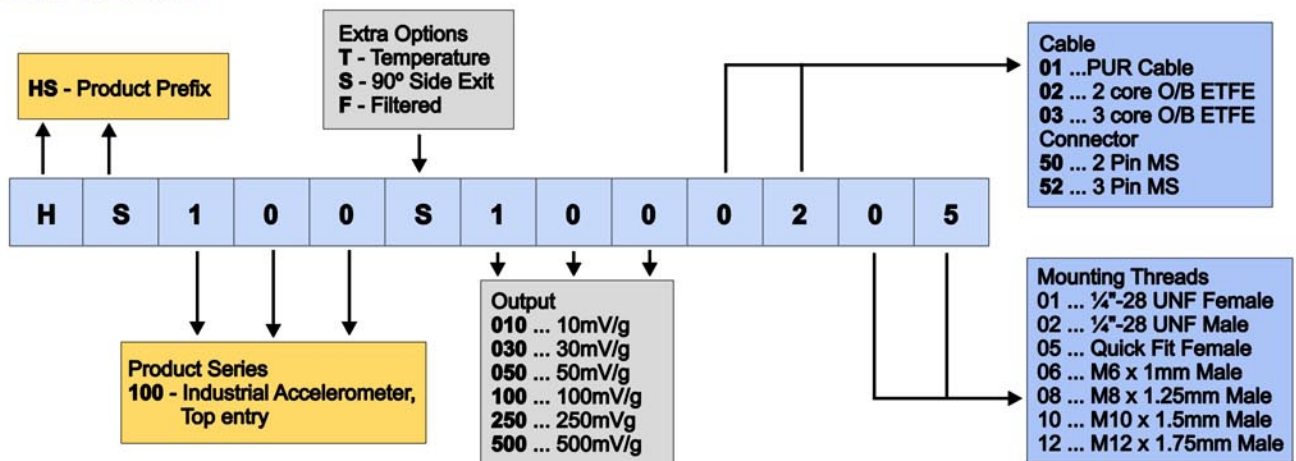 HS - Product Prefix
Extra Options
T - Temperature
S - 90º Side Exit
F - Filtered
Cable
01 ...PUR Cable
02 ... 2 core O/B ETFE
03 ... 3 core O/B ETFE
Connector
50 ... 2 Pin MS
52 ... 3 Pin MS
H S 1 0 0 S 1 0 0 0 2 0 5
Product Series
100 - Industrial Accelerometer,
Top entry
Output
010 ... 10mV/g
030 ... 30mV/g
050 ... 50mV/g
100 ... 100mV/g
250 ... 250mVg
500 ... 500mV/g
Mounting Threads
01 ... ¼"-28 UNF Female
02 ... ¼"-28 UNF Male
05 ... Quick Fit Female
06 ... M6 x 1mm Male
08 ... M8 x 1.25mm Male
10 ... M10 x 1.5mm Male
12 ... M12 x 1.75mm Male